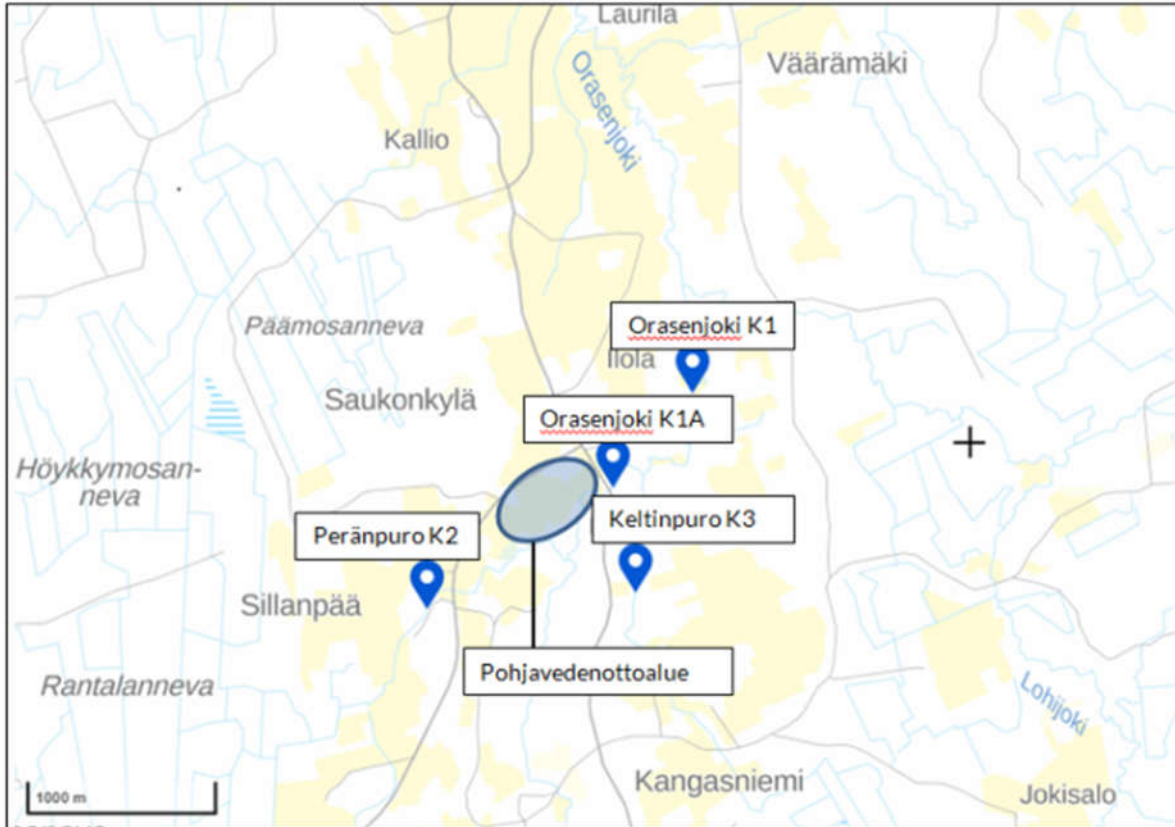 Laurila
Väärämäki
Orasenjoki
Kallio
Päämosanneva
Orasenjoki K1
Ilola
Saukonkylä
Orasenjoki K1A
Höykkymosan-
neva
Peränpuro K2
Keltinpuro K3
Sillanpää
Pohjavedenottoalue
Rantalanneva
Lohijoki
Kangasniemi
Jokisalo
1000 m